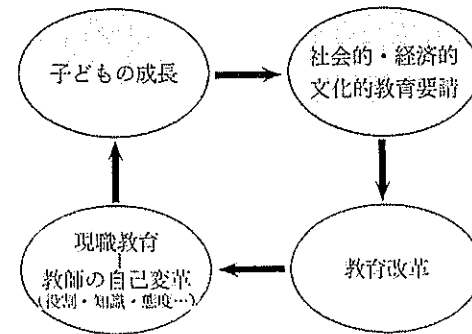 子どもの成長
社会的・経済的
文化的教育要請
現職教育
教師の自己変革
(役割・知識・態度…)
教育改革